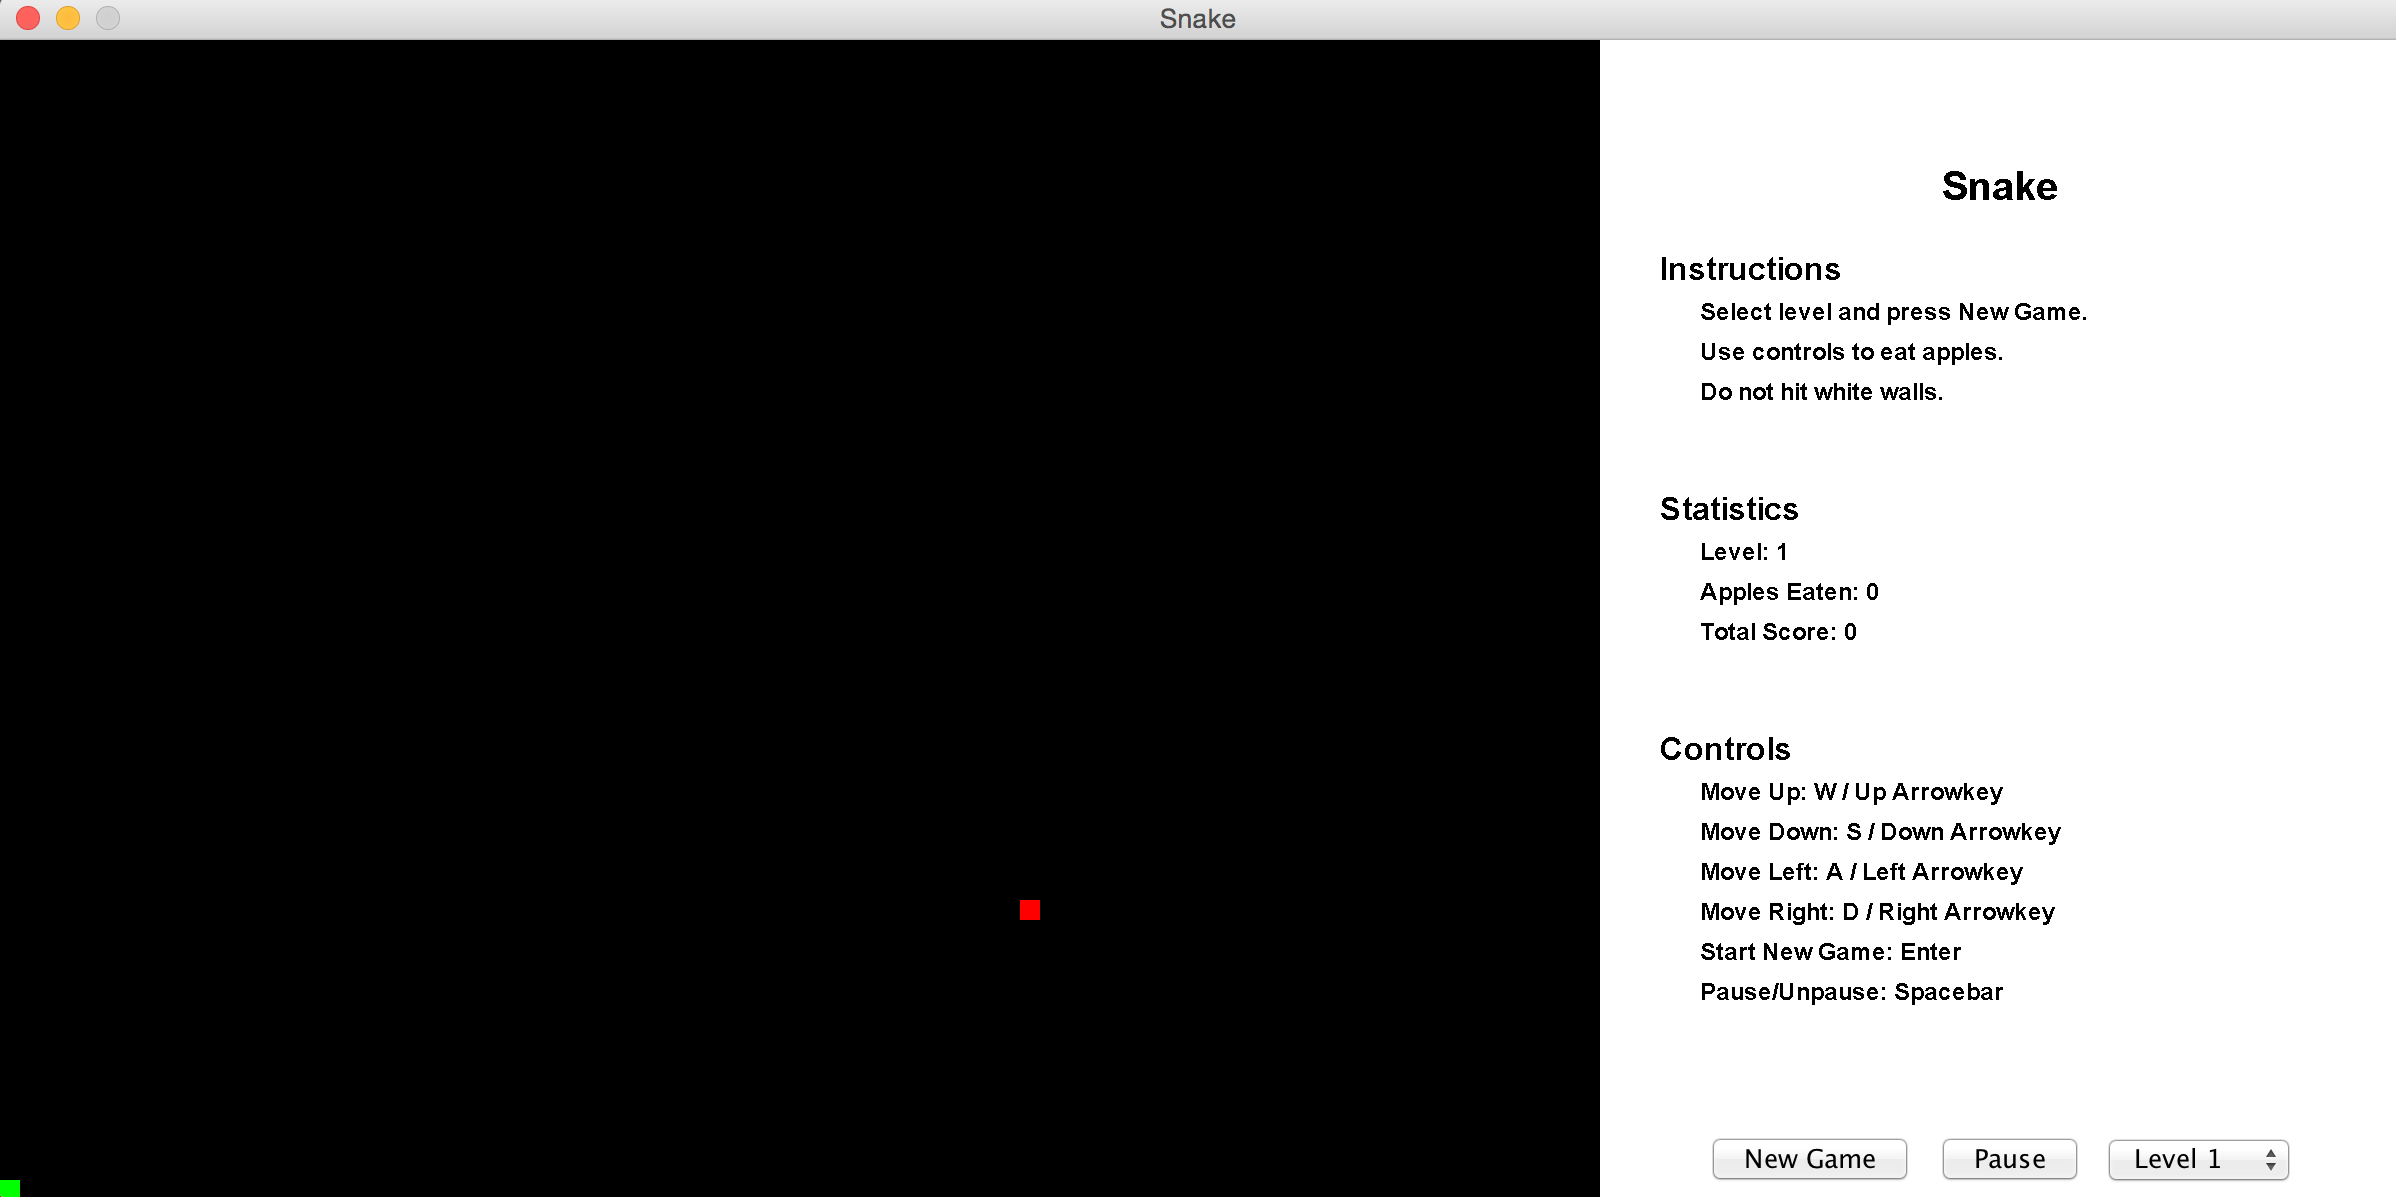 Snake
Snake
Instructions
Select level and press New Game.
Use controls to eat apples.
Do not hit white walls.
Statistics
Level: 1
Apples Eaten: 0
Total Score: 0
Controls
Move Up: W / Up Arrowkey
Move Down: S / Down Arrowkey
Move Left: A / Left Arrowkey
Move Right: D / Right Arrowkey
Start New Game: Enter
Pause/Unpause: Spacebar
New Game Pause Level 1